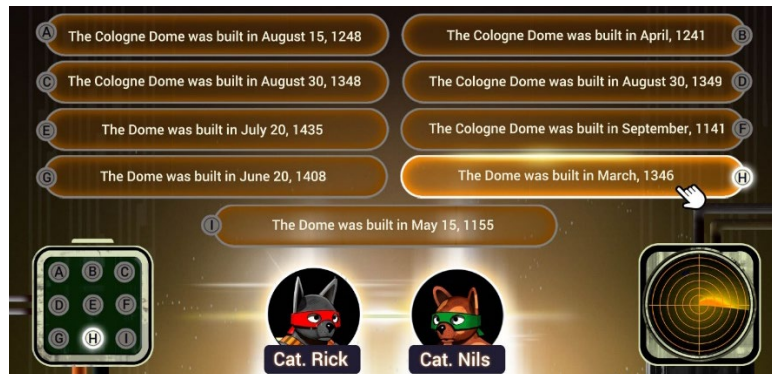 A The Cologne Dome was built in August 15, 1248
The Cologne Dome was built in April, 1241 B
C The Cologne Dome was built in August 30, 1348
The Cologne Dome was built in August 30, 1349 D
E The Dome was built in July 20, 1435
The Cologne Dome was built in September, 1141 F
G The Dome was built in June 20, 1408
The Dome was built in March, 1346 H
I The Dome was built in May 15, 1155
A B C
D E F
G H I
Cat. Rick
Cat. Nils